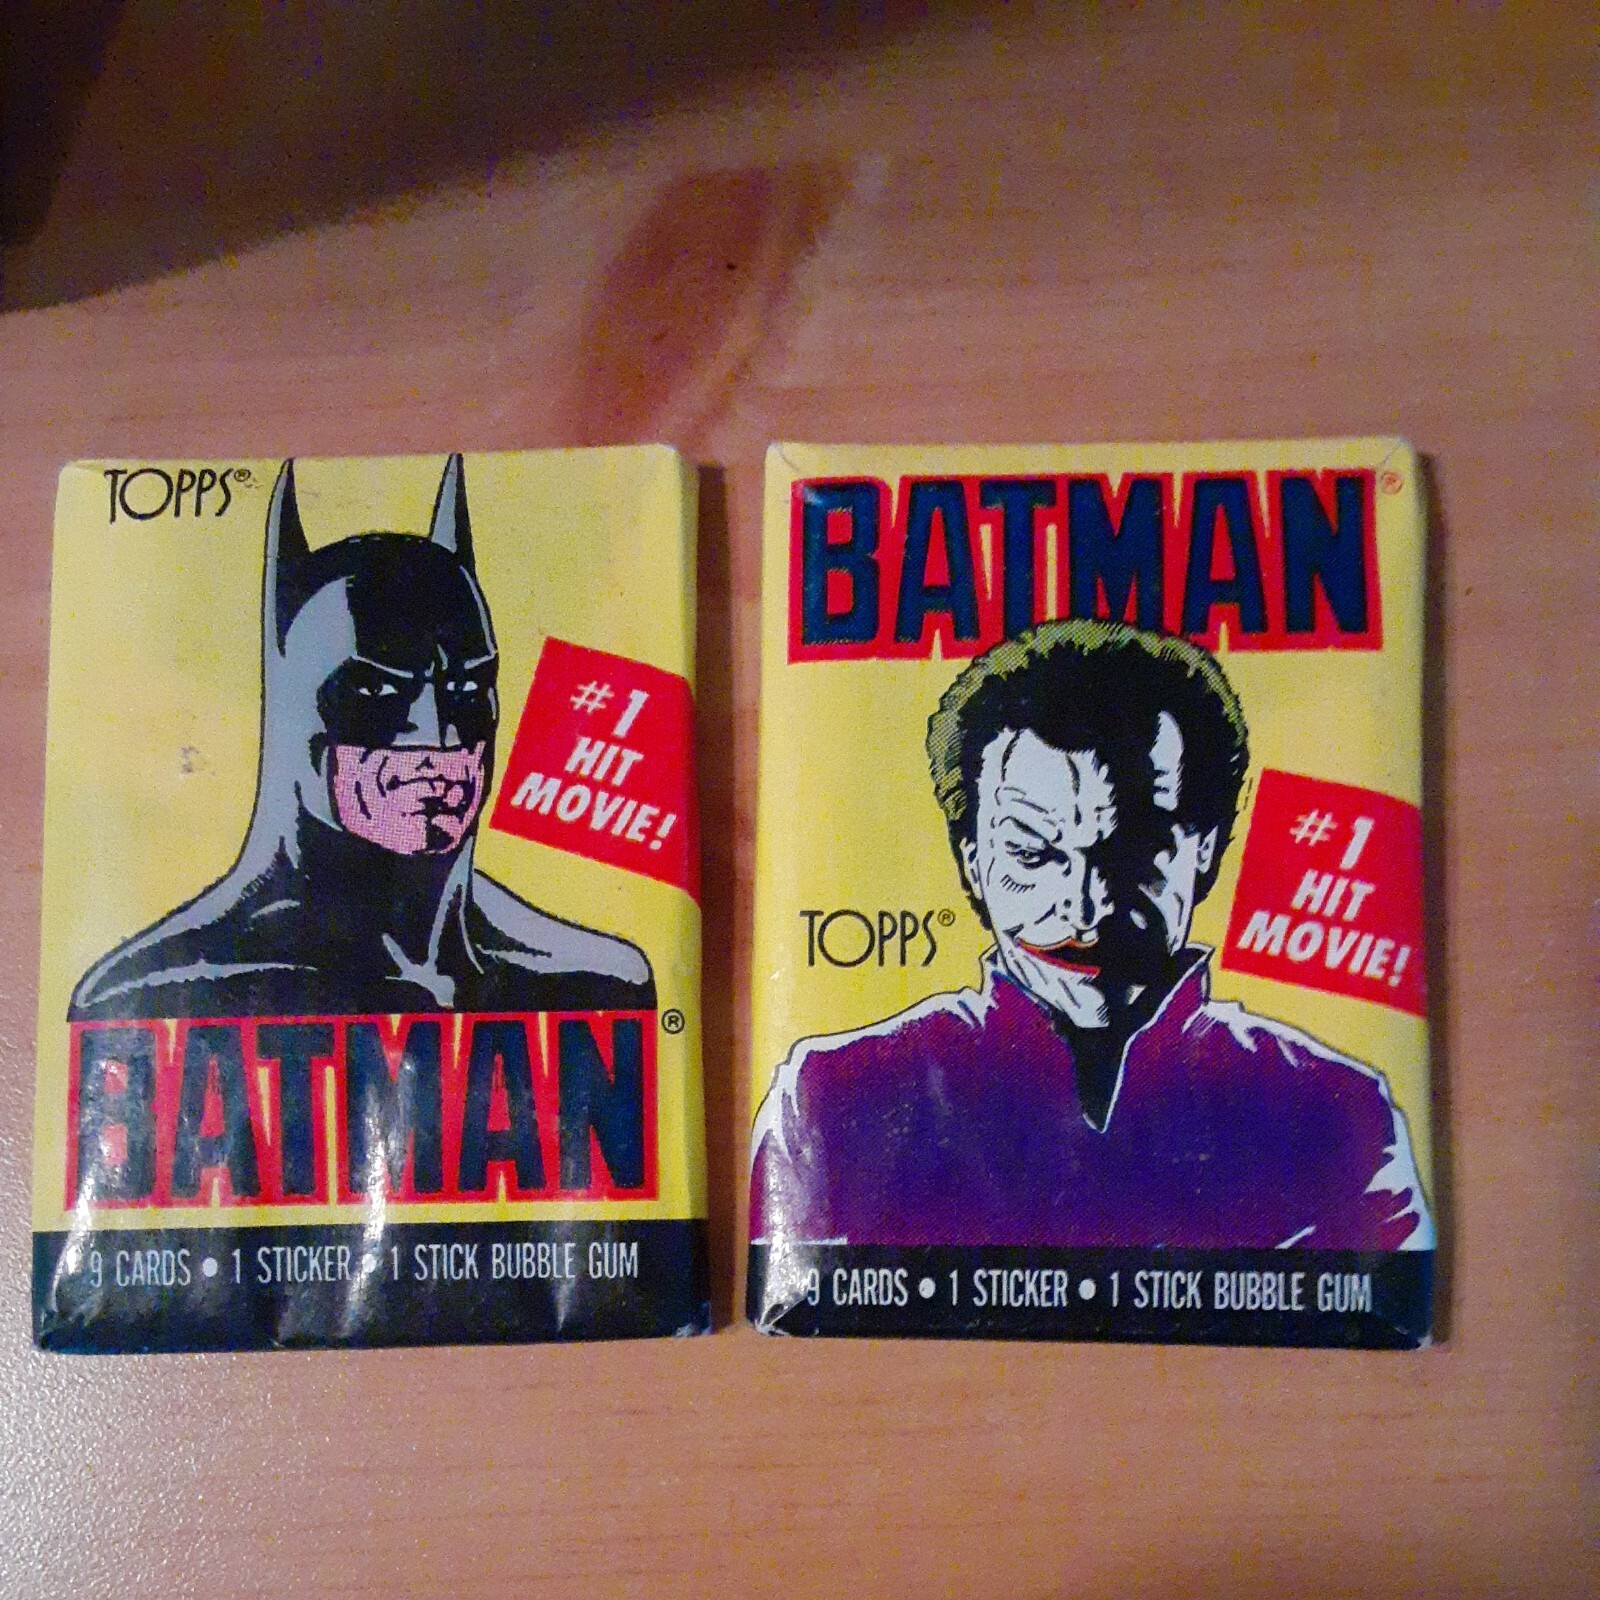 TOPPS®
#1
HIT
MOVIE!
BATMAN®
9 CARDS • 1 STICKER • 1 STICK BUBBLE GUM
BATMAN®
#1
HIT
MOVIE!
TOPPS®
9 CARDS • 1 STICKER • 1 STICK BUBBLE GUM